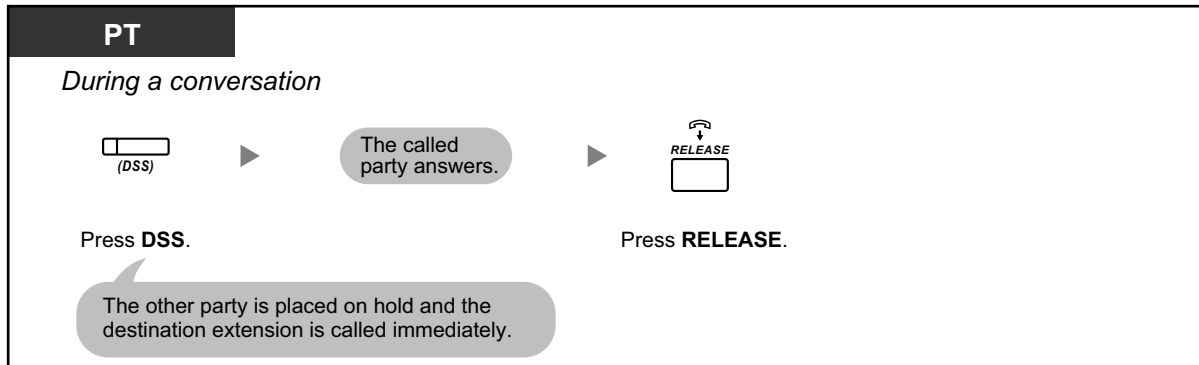 PT
During a conversation
(DSS)
The called
party answers.
RELEASE
Press DSS.
Press RELEASE.
The other party is placed on hold and the
destination extension is called immediately.